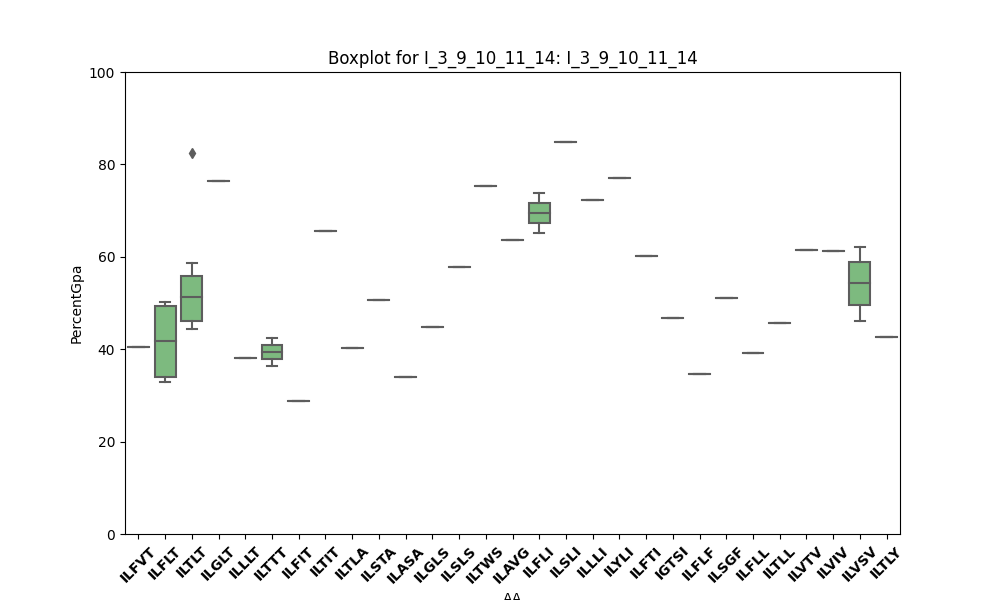 Boxplot for I_3_9_10_11_14: I_3_9_10_11_14
100
80
60
40
20
0
PercentGpa
ILFVT
ILFLT
ILTLT
ILGLT
ILLLT
ILTTT
ILFIT
ILTIT
ILTLA
ILSTA
ILASA
ILGLS
ILSLS
ILTWS
ILAVG
ILFLI
ILSLI
ILLLI
ILYLI
ILFTI
IGTSI
ILFLF
ILSGF
ILFLL
ILTLL
ILVTV
ILVIV
ILVSV
ILTLY
AA